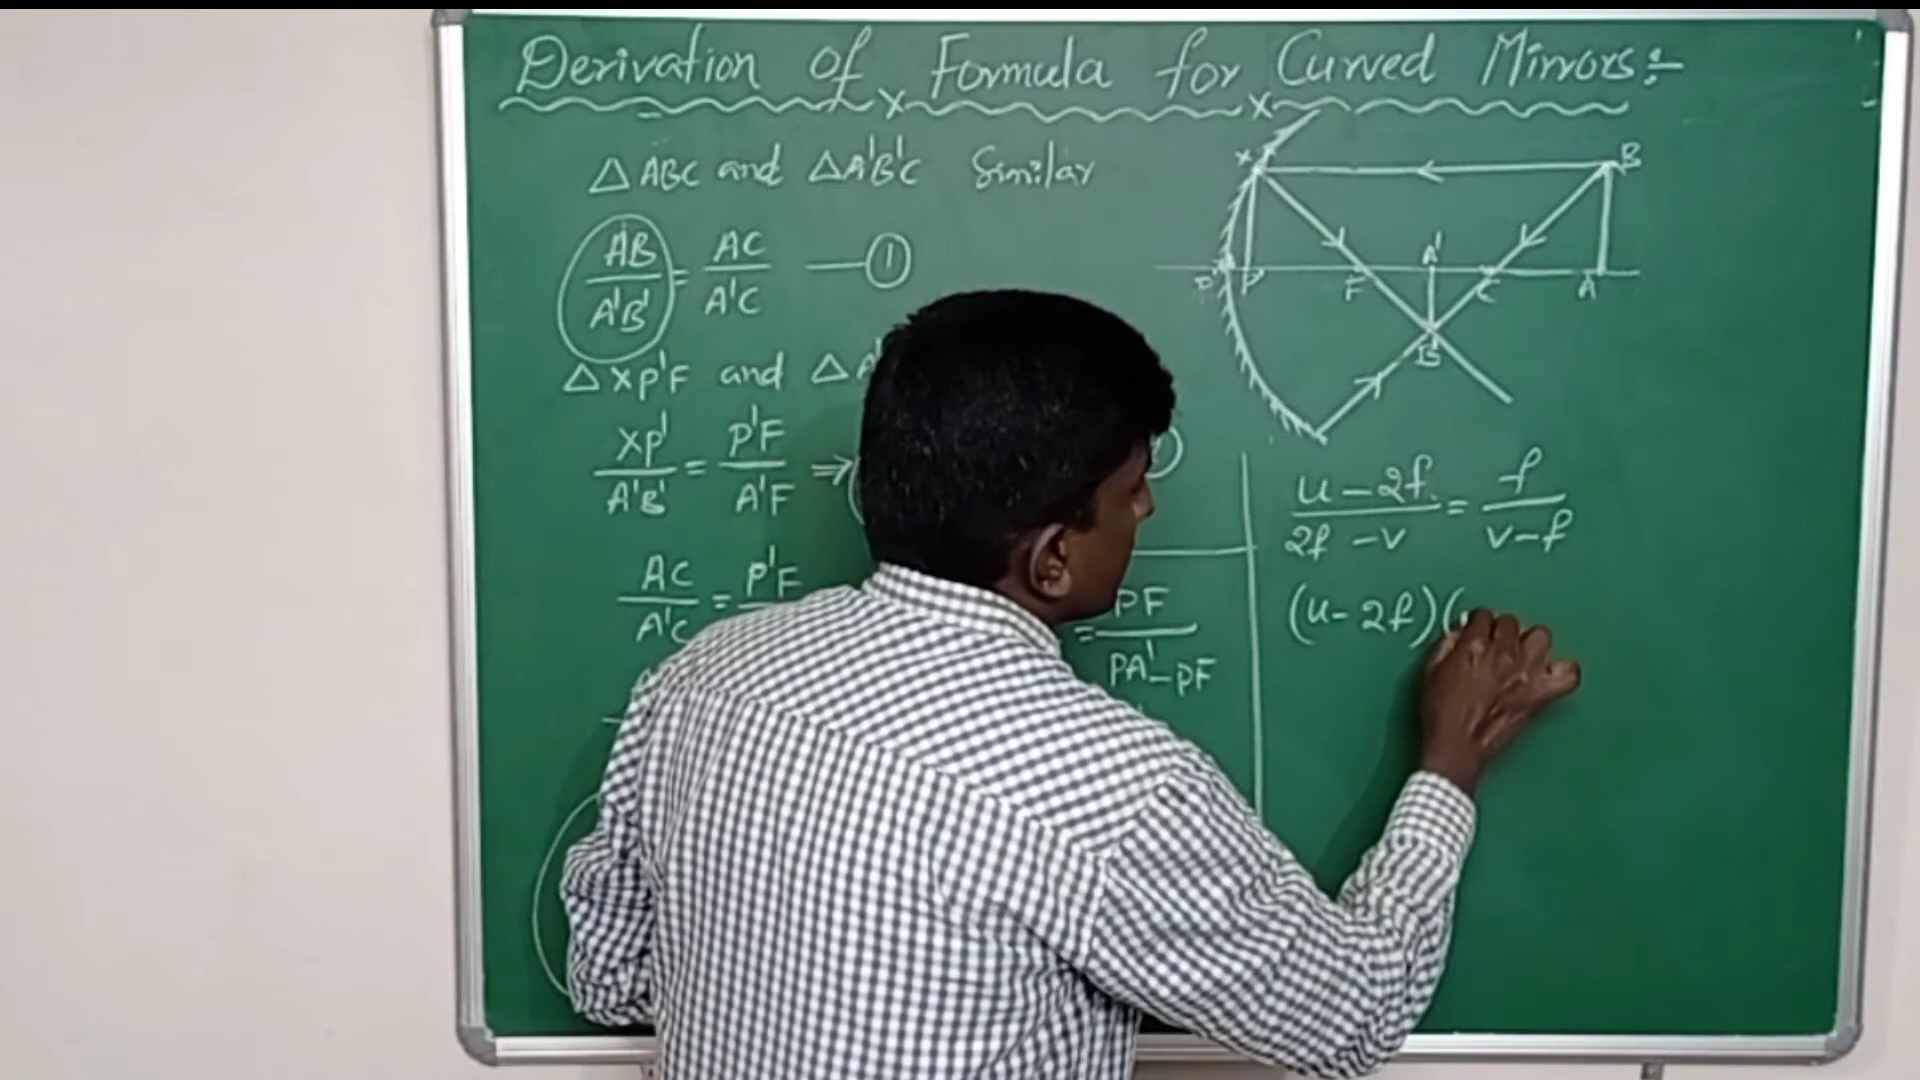 Derivation of Formula for Curved Mirrors:-
△ ABC and △A'B'C Similar
AB/A'B' = AC/A'C — ①
△ XP'F and △A'
XP'/A'B' = P'F/A'F ⇒
AC/A'C = P'F
= PF/PA'-PF
X B
P' P F A' C A
B'
u - 2f/2f - v = f/v - f
(u - 2f)(